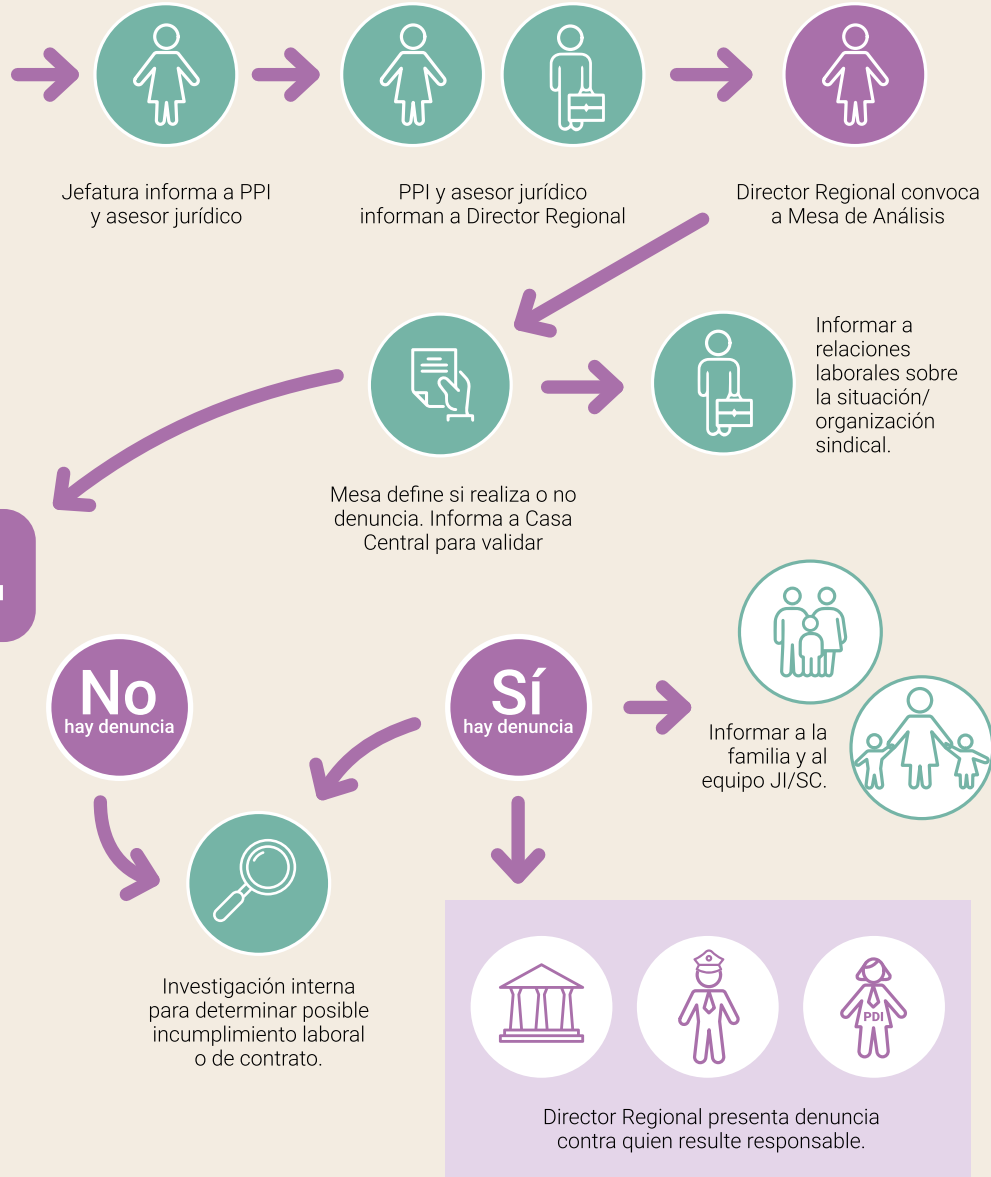 Jefatura informa a PPI
y asesor jurídico
PPI y asesor jurídico
informan a Director Regional
Director Regional convoca
a Mesa de Análisis
Informar a
relaciones
laborales sobre
la situación/
organización
sindical.
Mesa define si realiza o no
denuncia. Informa a Casa
Central para validar
No
hay denuncia
Sí
hay denuncia
Informar a la
familia y al
equipo JI/SC.
Investigación interna
para determinar posible
incumplimiento laboral
o de contrato.
PDI
Director Regional presenta denuncia
contra quien resulte responsable.